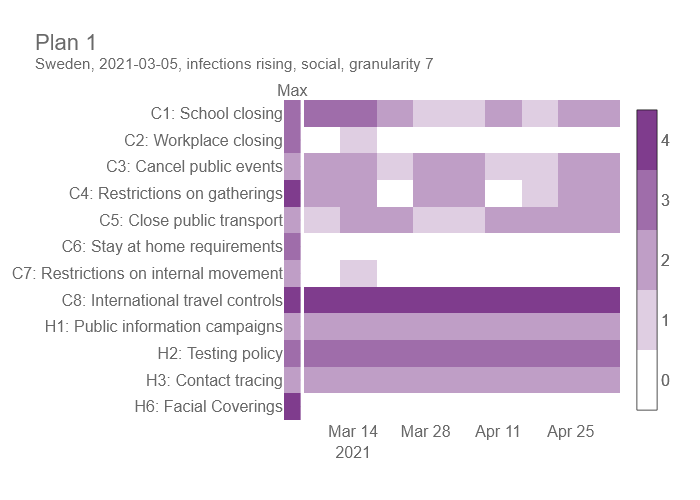 Plan 1
Sweden, 2021-03-05, infections rising, social, granularity 7
Max
C1: School closing
C2: Workplace closing
C3: Cancel public events
C4: Restrictions on gatherings
C5: Close public transport
C6: Stay at home requirements
C7: Restrictions on internal movement
C8: International travel controls
H1: Public information campaigns
H2: Testing policy
H3: Contact tracing
H6: Facial Coverings
Mar 14 Mar 28 Apr 11 Apr 25
2021
4
3
2
1
0